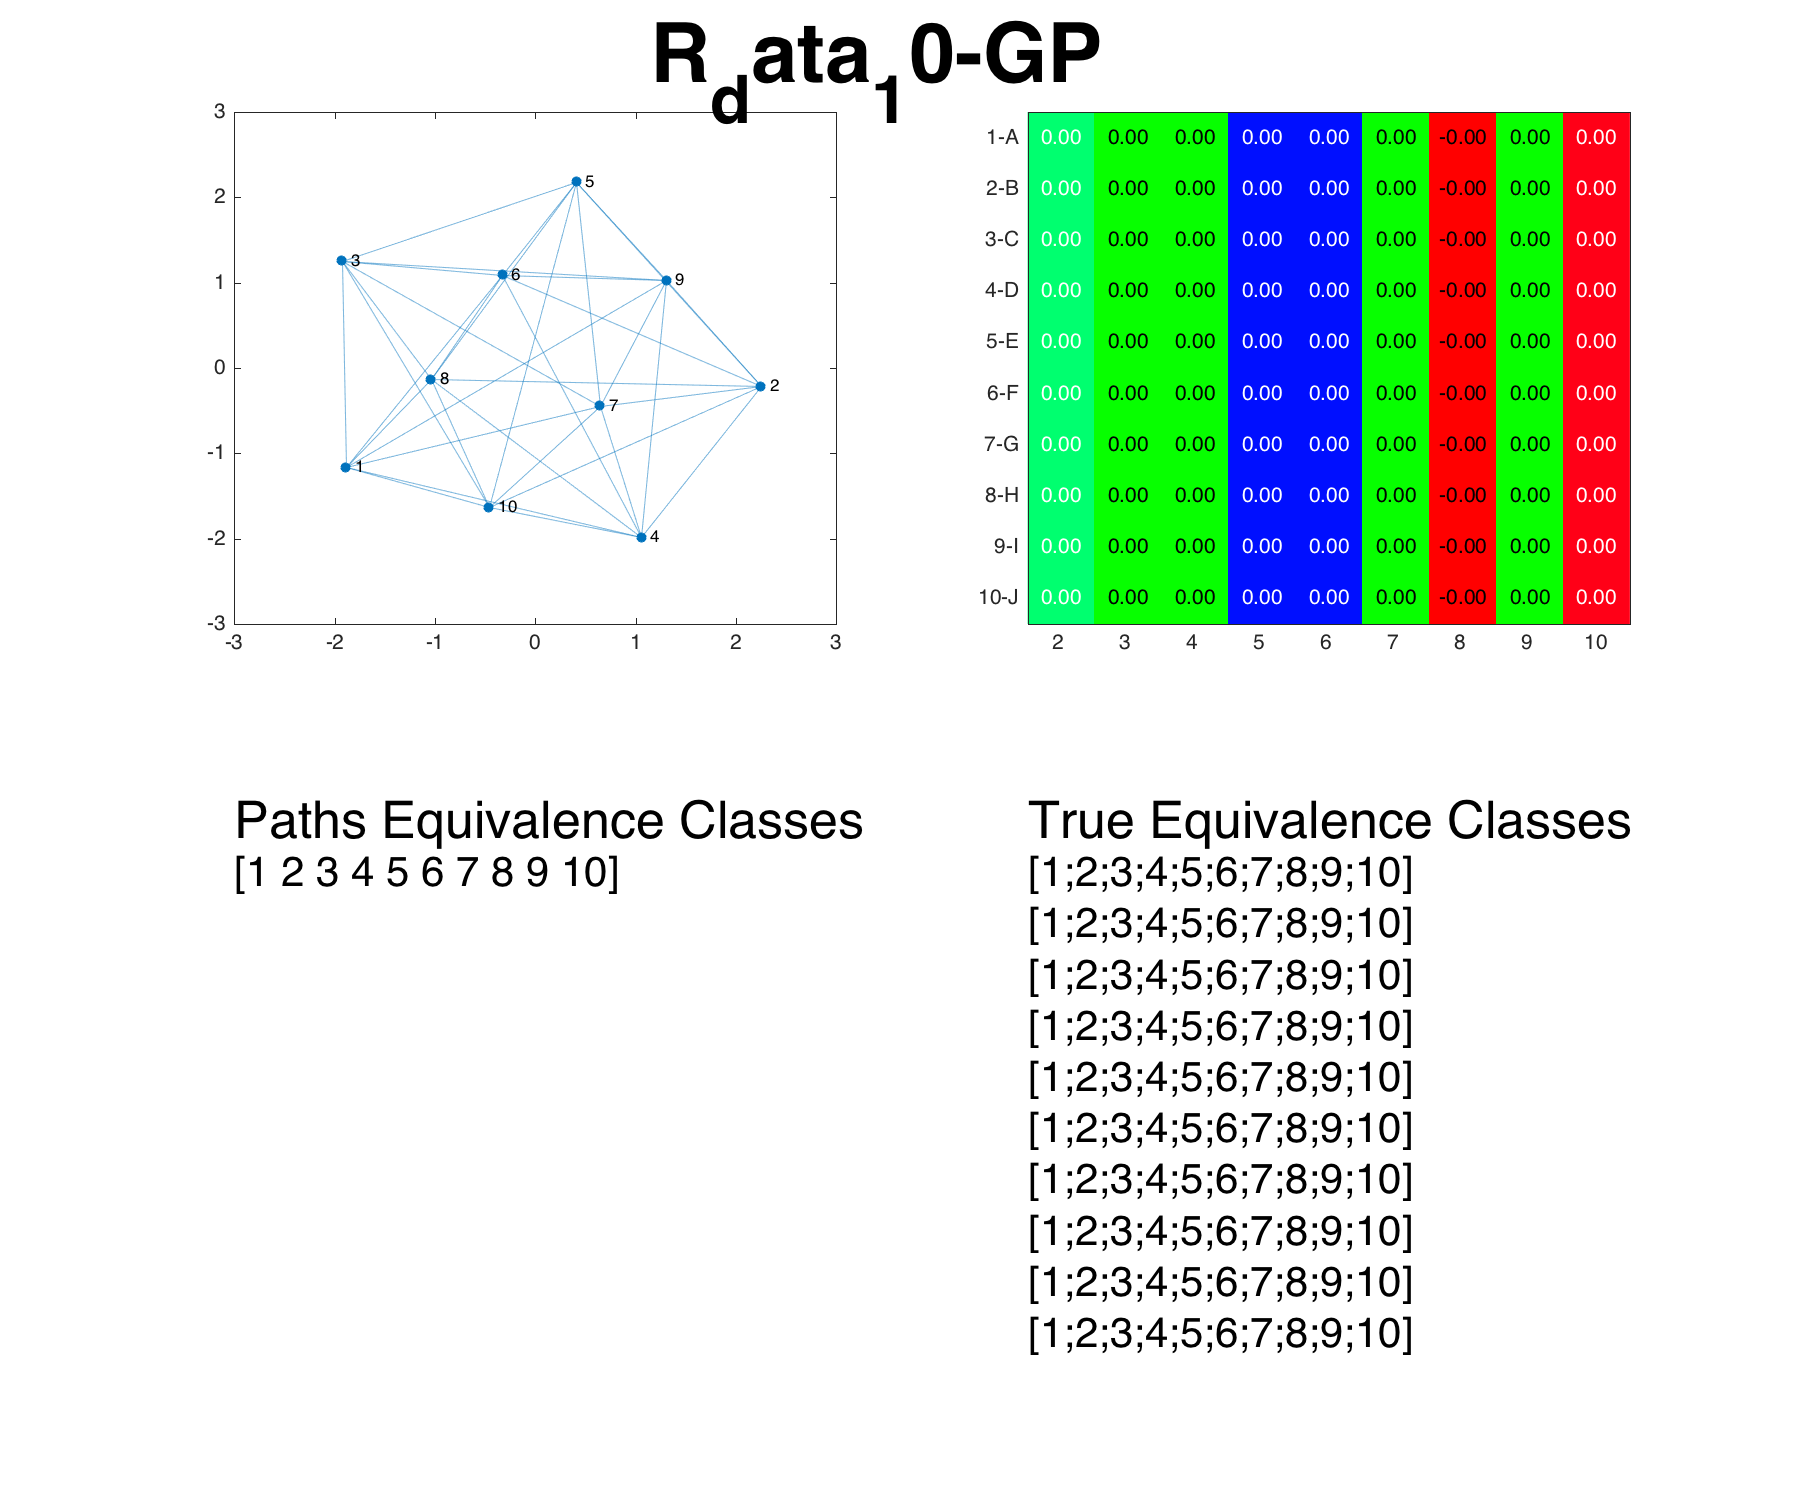 Rdata10-GP
3
2
1
0
-1
-2
-3
-3 -2 -1 0 1 2 3
5
3
6
9
8
2
7
1
10
4
1-A 0.00 0.00 0.00 0.00 0.00 0.00 -0.00 0.00 0.00
2-B 0.00 0.00 0.00 0.00 0.00 0.00 -0.00 0.00 0.00
3-C 0.00 0.00 0.00 0.00 0.00 0.00 -0.00 0.00 0.00
4-D 0.00 0.00 0.00 0.00 0.00 0.00 -0.00 0.00 0.00
5-E 0.00 0.00 0.00 0.00 0.00 0.00 -0.00 0.00 0.00
6-F 0.00 0.00 0.00 0.00 0.00 0.00 -0.00 0.00 0.00
7-G 0.00 0.00 0.00 0.00 0.00 0.00 -0.00 0.00 0.00
8-H 0.00 0.00 0.00 0.00 0.00 0.00 -0.00 0.00 0.00
9-I 0.00 0.00 0.00 0.00 0.00 0.00 -0.00 0.00 0.00
10-J 0.00 0.00 0.00 0.00 0.00 0.00 -0.00 0.00 0.00
2 3 4 5 6 7 8 9 10
Paths Equivalence Classes
[1 2 3 4 5 6 7 8 9 10]
True Equivalence Classes
[1;2;3;4;5;6;7;8;9;10]
[1;2;3;4;5;6;7;8;9;10]
[1;2;3;4;5;6;7;8;9;10]
[1;2;3;4;5;6;7;8;9;10]
[1;2;3;4;5;6;7;8;9;10]
[1;2;3;4;5;6;7;8;9;10]
[1;2;3;4;5;6;7;8;9;10]
[1;2;3;4;5;6;7;8;9;10]
[1;2;3;4;5;6;7;8;9;10]
[1;2;3;4;5;6;7;8;9;10]